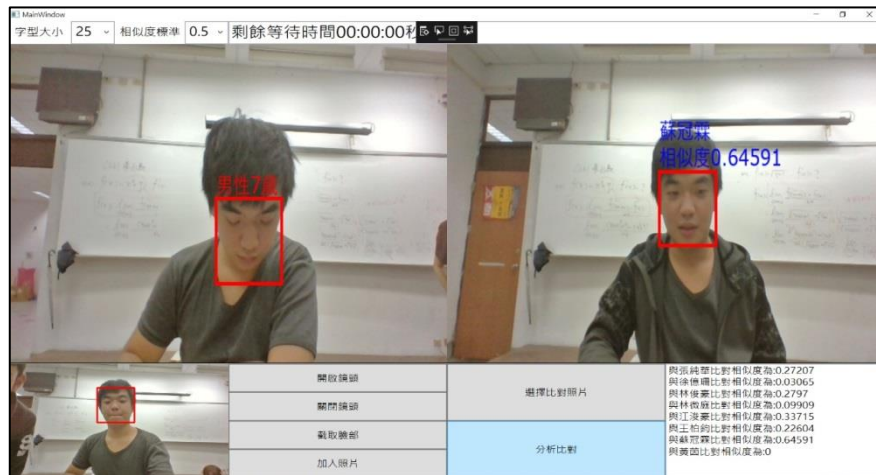 MainWindow
字型大小 25 相似度標準 0.5 剩餘等待時間00:00:00秒
男性7歲
蘇冠霖
相似度0.64591
開啟鏡頭
關閉鏡頭
截取臉部
加入照片
選擇比對照片
分析比對
與張純華比對相似度為:0.27207
與徐億珊比對相似度為:0.03065
與林俊豪比對相似度為:0.2797
與林微庭比對相似度為:0.09909
與江浚豪比對相似度為:0.33715
與王柏鈞比對相似度為:0.22604
與蘇冠霖比對相似度為:0.64591
與黃茵比對相似度為:0